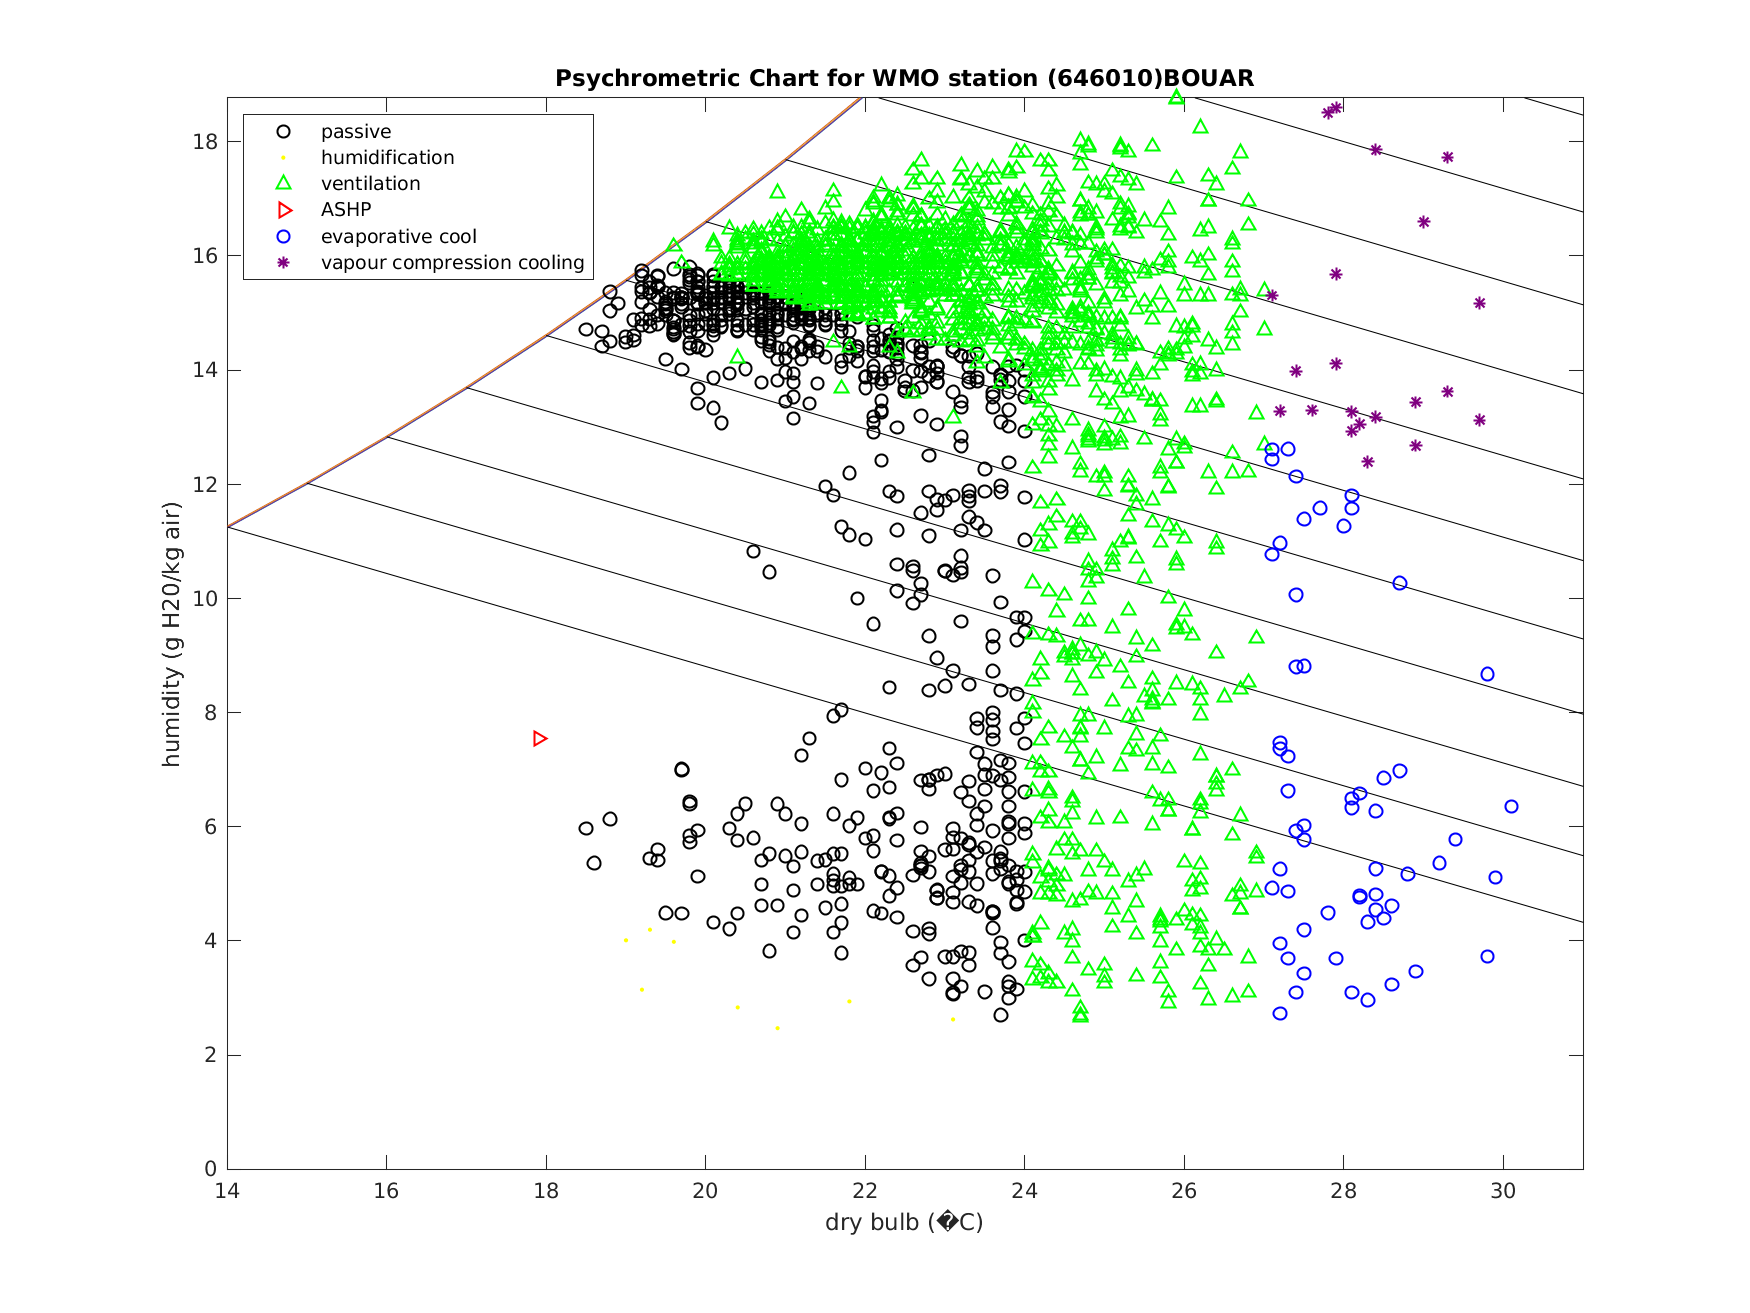 Psychrometric Chart for WMO station (646010)BOUAR
passive
humidification
ventilation
ASHP
evaporative cool
vapour compression cooling
18
16
14
12
10
8
6
4
2
0
humidity (g H20/kg air)
14 16 18 20 22 24 26 28 30
dry bulb (�C)